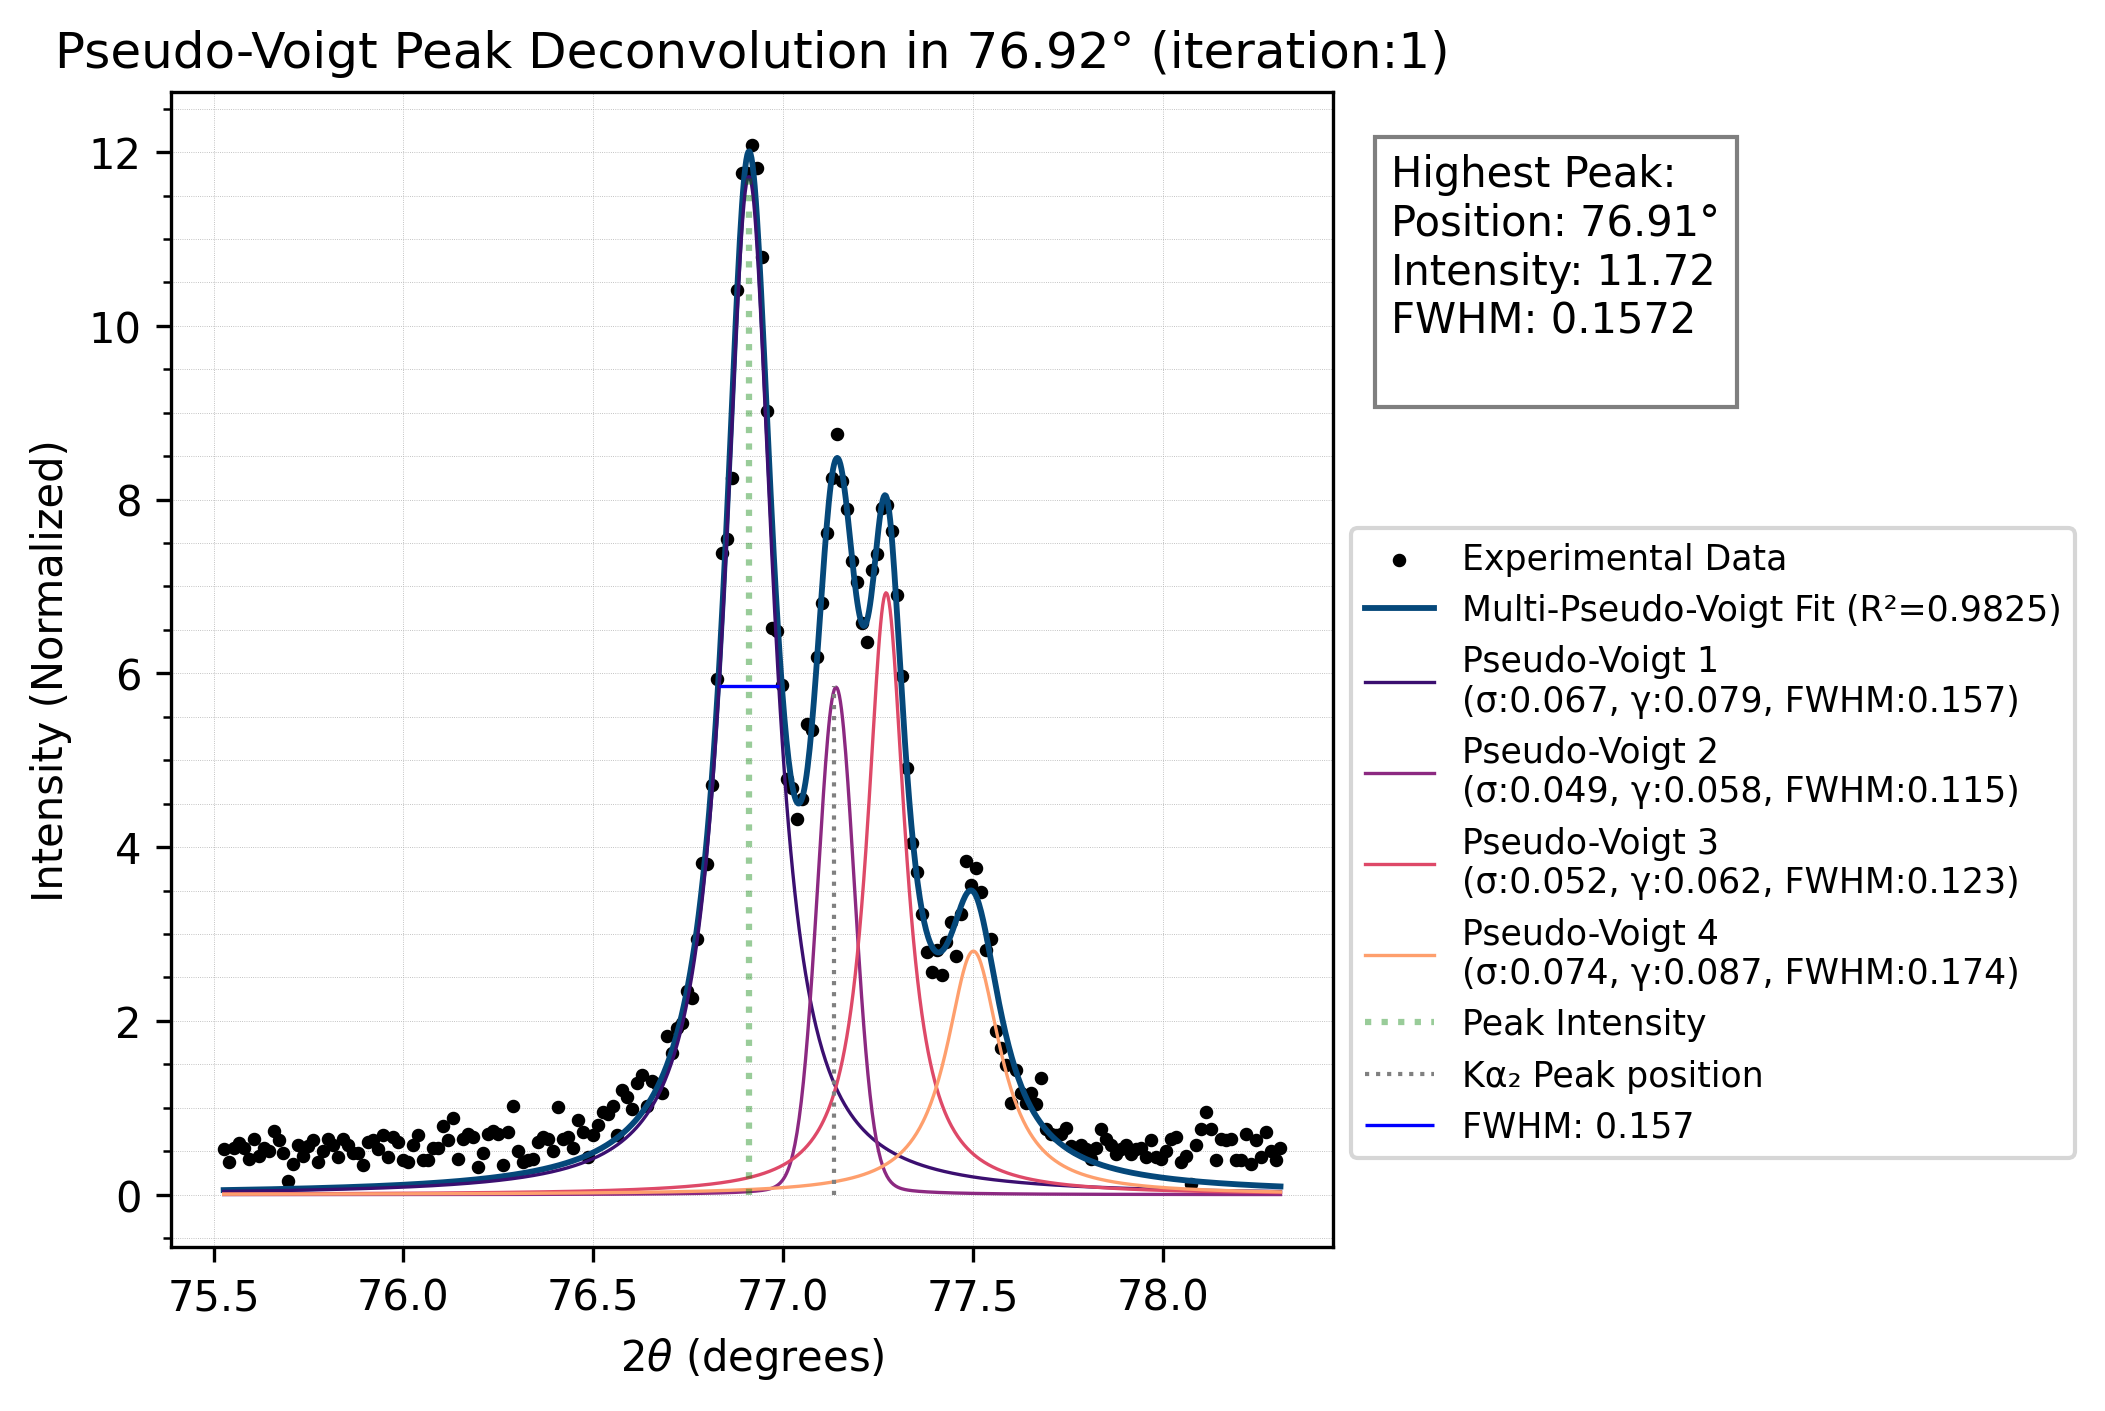 Pseudo-Voigt Peak Deconvolution in 76.92° (iteration:1)
Intensity (Normalized)
12
10
8
6
4
2
0
75.5 76.0 76.5 77.0 77.5 78.0
2θ (degrees)
Highest Peak:
Position: 76.91°
Intensity: 11.72
FWHM: 0.1572
Experimental Data
Multi-Pseudo-Voigt Fit (R²=0.9825)
Pseudo-Voigt 1
(σ:0.067, γ:0.079, FWHM:0.157)
Pseudo-Voigt 2
(σ:0.049, γ:0.058, FWHM:0.115)
Pseudo-Voigt 3
(σ:0.052, γ:0.062, FWHM:0.123)
Pseudo-Voigt 4
(σ:0.074, γ:0.087, FWHM:0.174)
Peak Intensity
Kα₂ Peak position
FWHM: 0.157